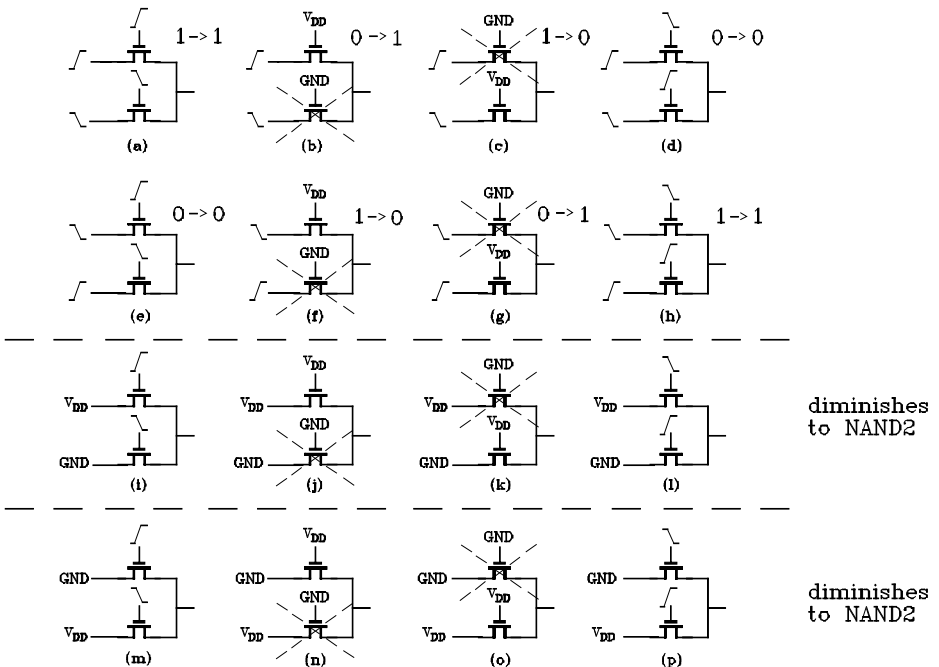 1->1
V_DD
0->1
GND
1->0
0->0
GND
V_DD
(a)
(b)
(c)
(d)
0->0
V_DD
1->0
GND
0->1
1->1
GND
V_DD
(e)
(f)
(g)
(h)
V_DD
GND
V_DD
V_DD
V_DD
V_DD
diminishes
to NAND2
GND
V_DD
GND
GND
GND
GND
(i)
(j)
(k)
(l)
V_DD
GND
GND
GND
GND
GND
diminishes
to NAND2
GND
V_DD
V_DD
V_DD
V_DD
V_DD
(m)
(n)
(o)
(p)